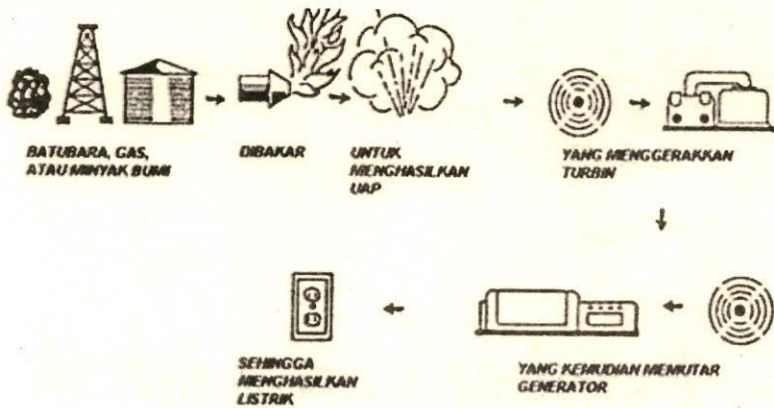 BATUBARA, GAS,
ATAU MINYAK BUMI
DIBAKAR
UNTUK
MENGHASILKAN
UAP
YANG MENGGERAKKAN
TURBIN
YANG KEMUDIAN MEMUTAR
GENERATOR
SEHINGGA
MENGHASILKAN
LISTRIK